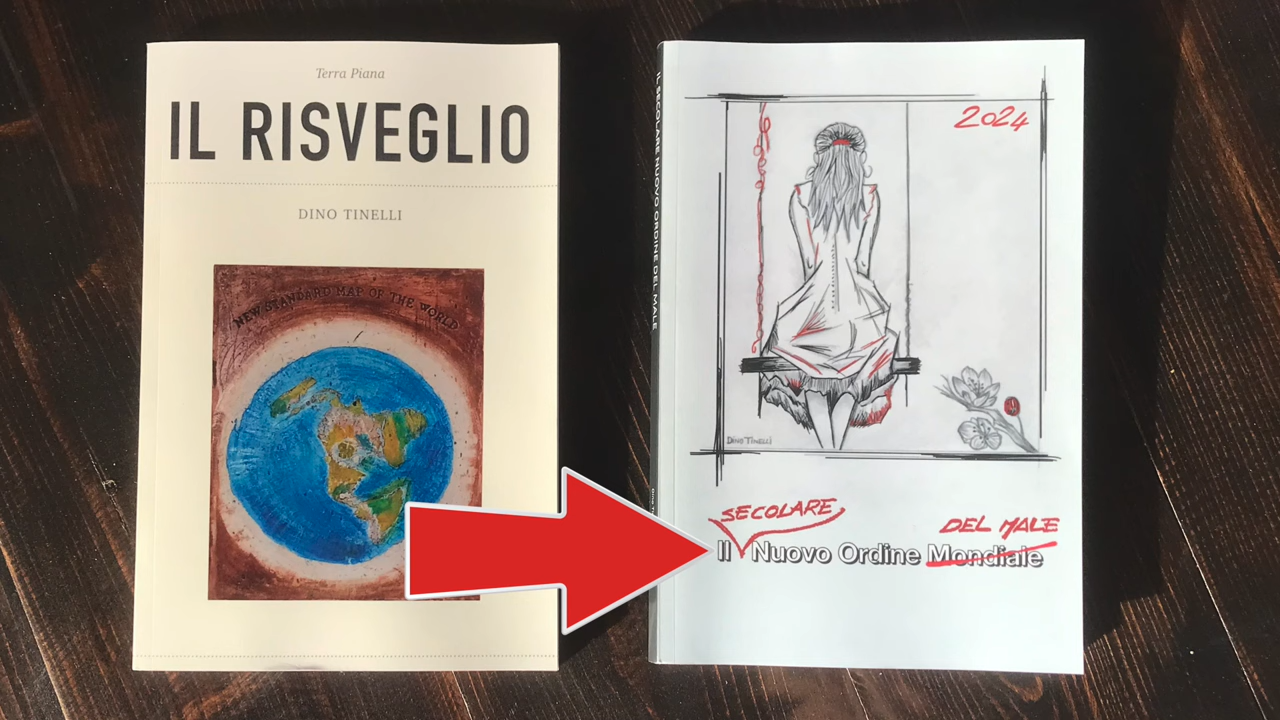 Terra Piana
IL RISVEGLIO
DINO TINELLI
NEW STANDARD MAP OF THE WORLD
IL SECOLARE NUOVO ORDINE DEL MALE
2024
DINO TINELLI
SECOLARE
DEL MALE
Il Nuovo Ordine Mondiale